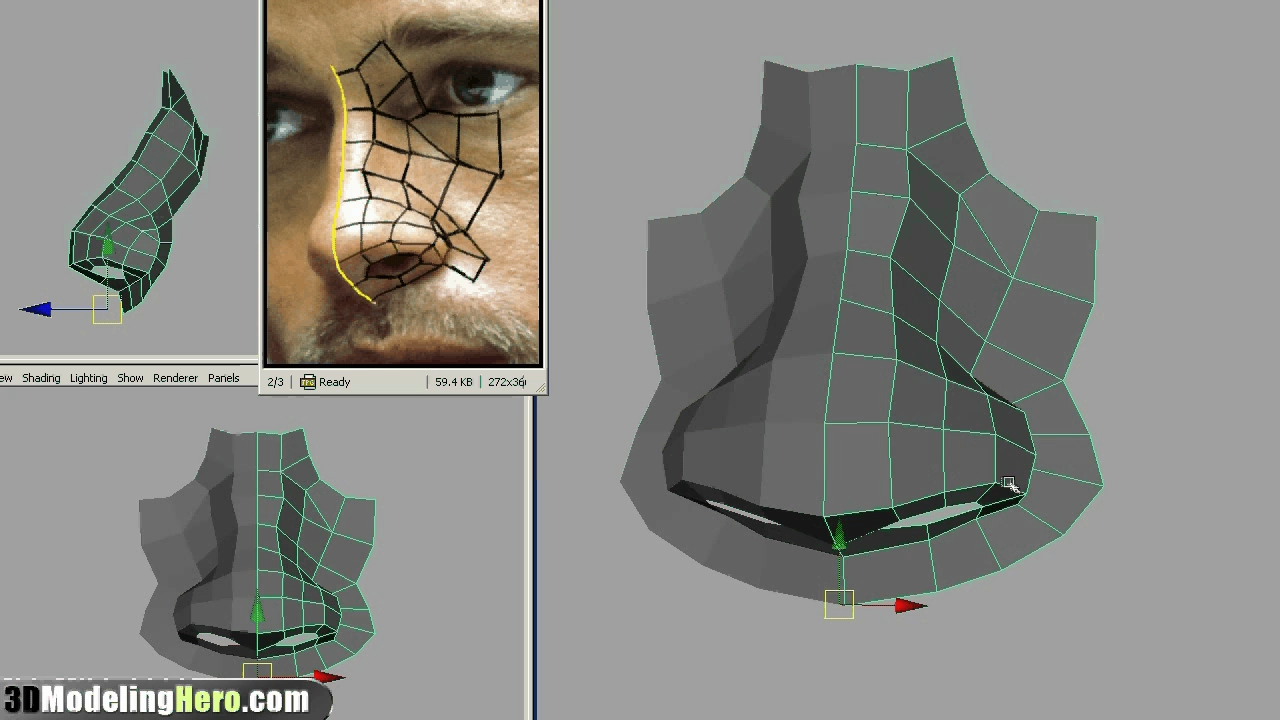 ew Shading Lighting Show Renderer Panels
2/3 Ready 59.4 KB
3DModelingHero.com